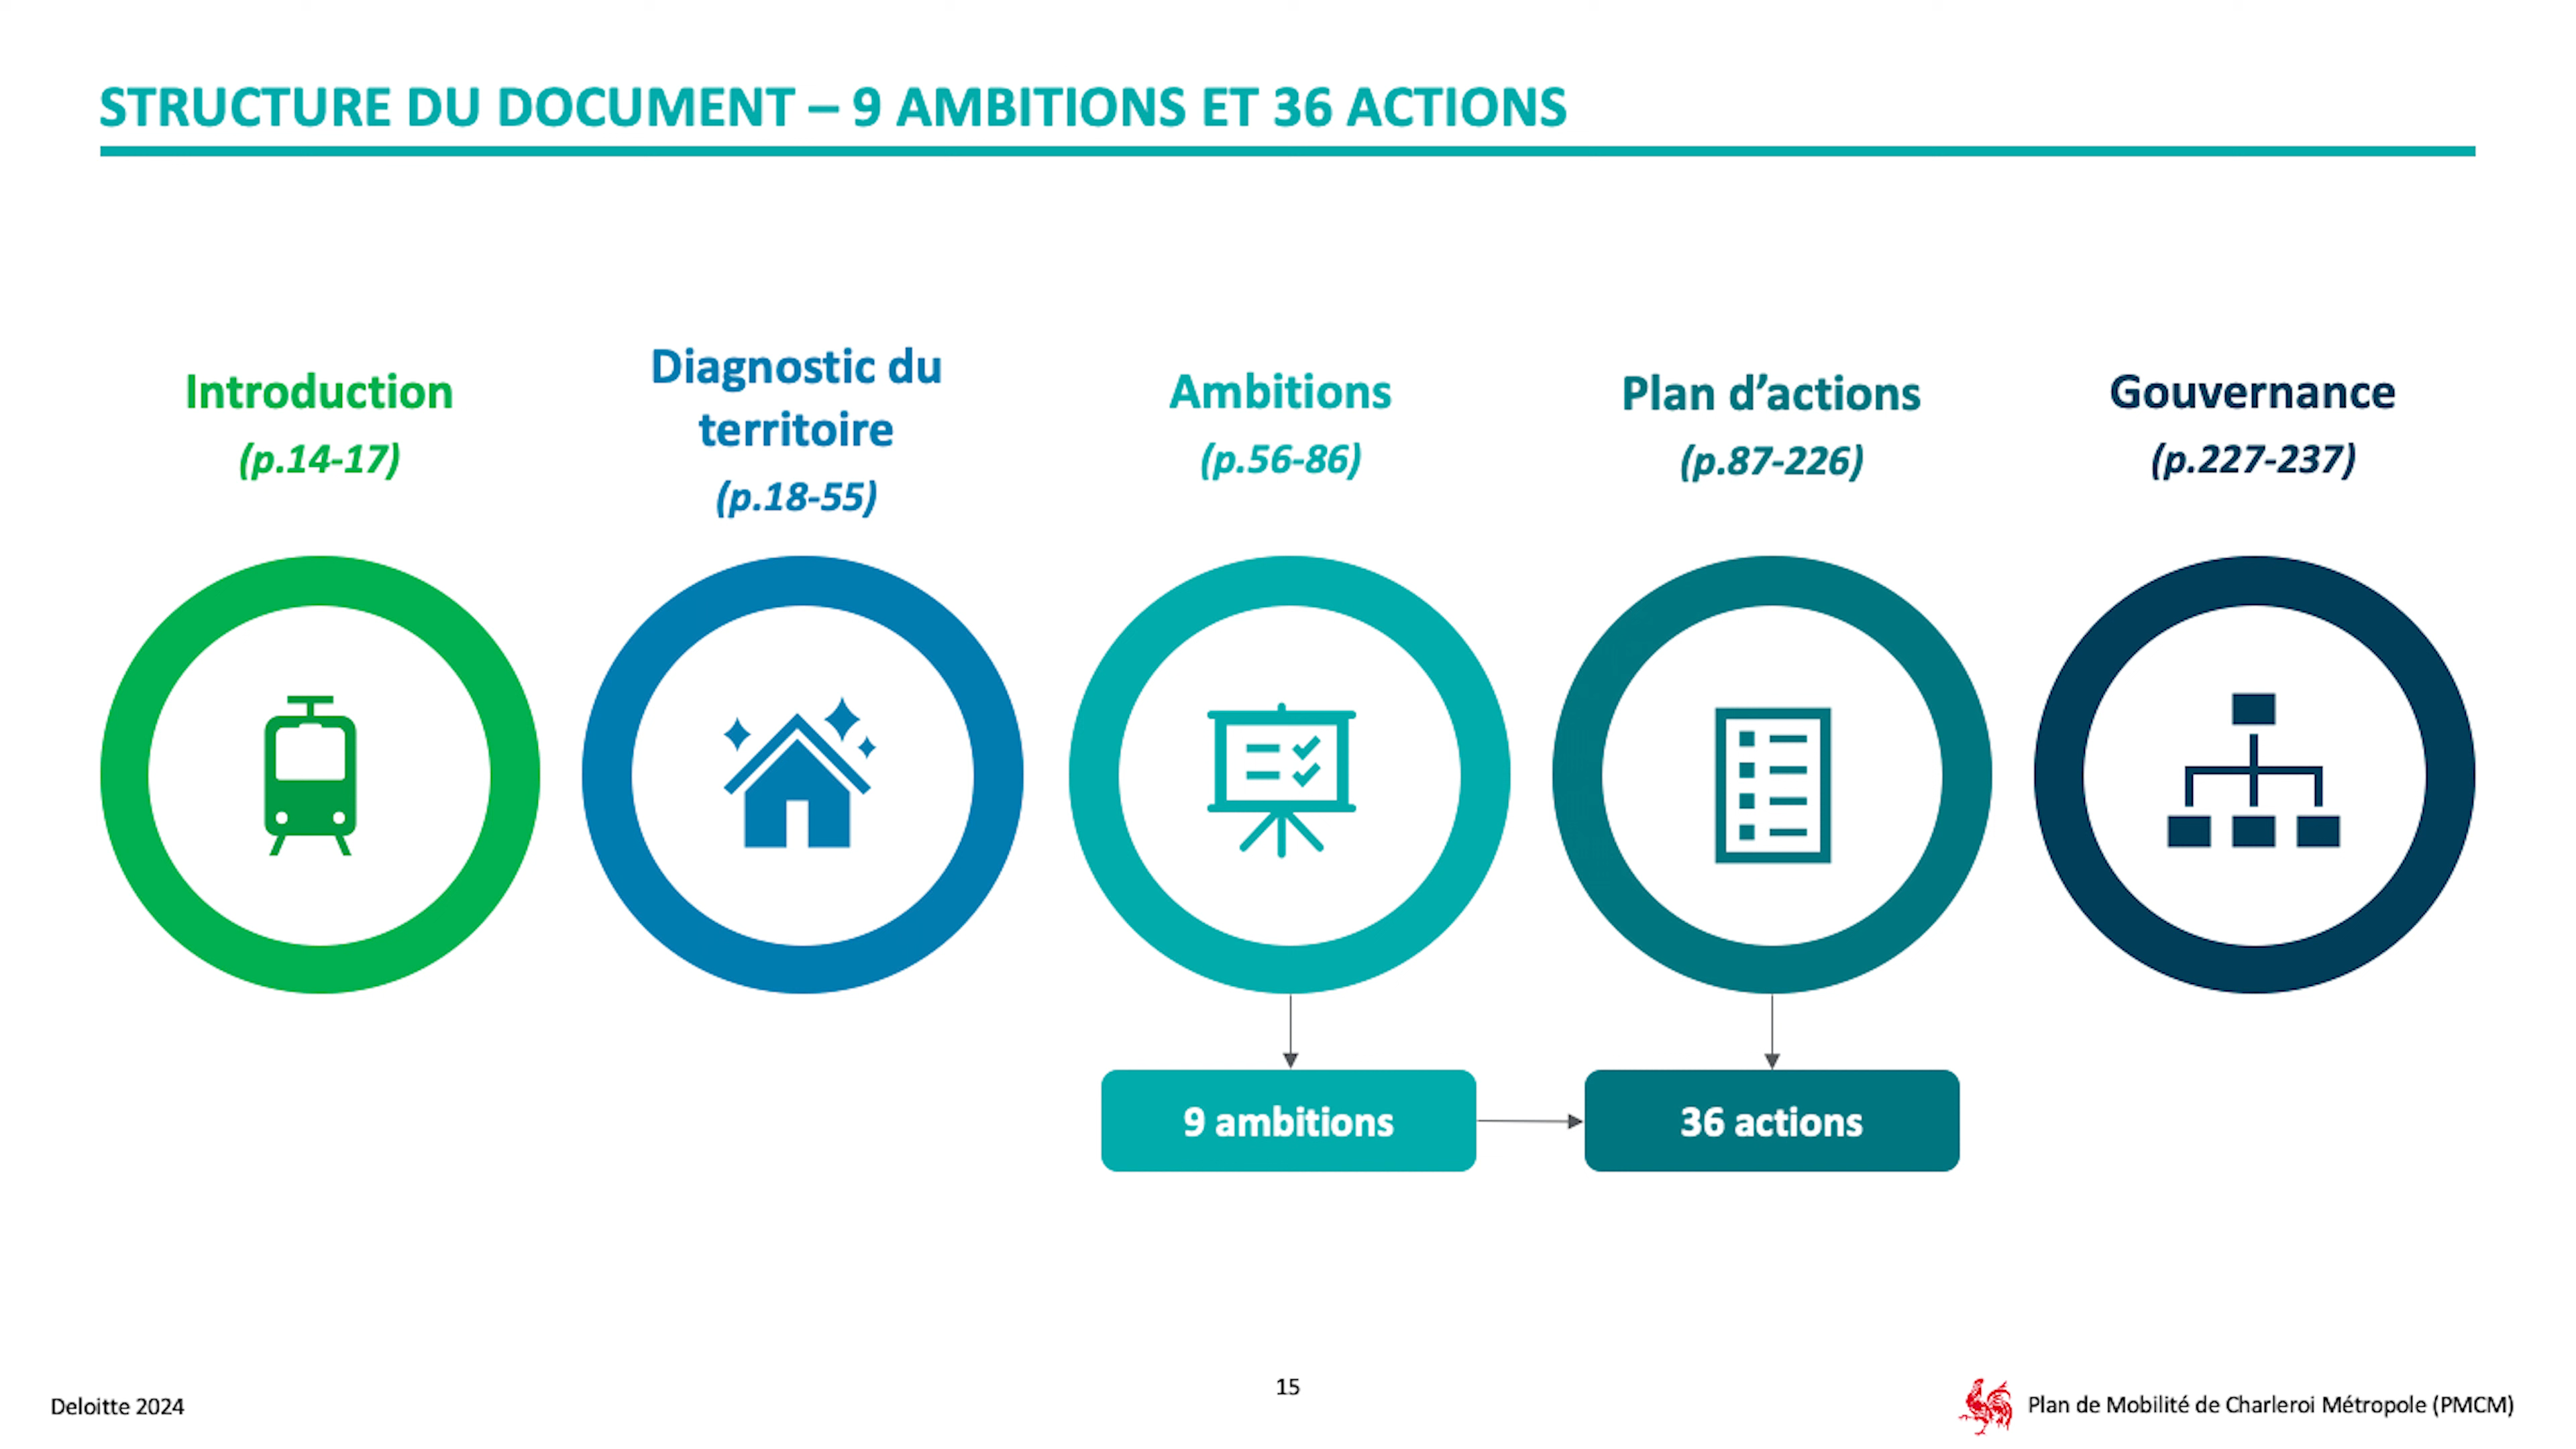 STRUCTURE DU DOCUMENT – 9 AMBITIONS ET 36 ACTIONS
Introduction
(p.14-17)
Diagnostic du
territoire
(p.18-55)
Ambitions
(p.56-86)
Plan d’actions
(p.87-226)
Gouvernance
(p.227-237)
9 ambitions
36 actions
Deloitte 2024
15
Plan de Mobilité de Charleroi Métropole (PMCM)